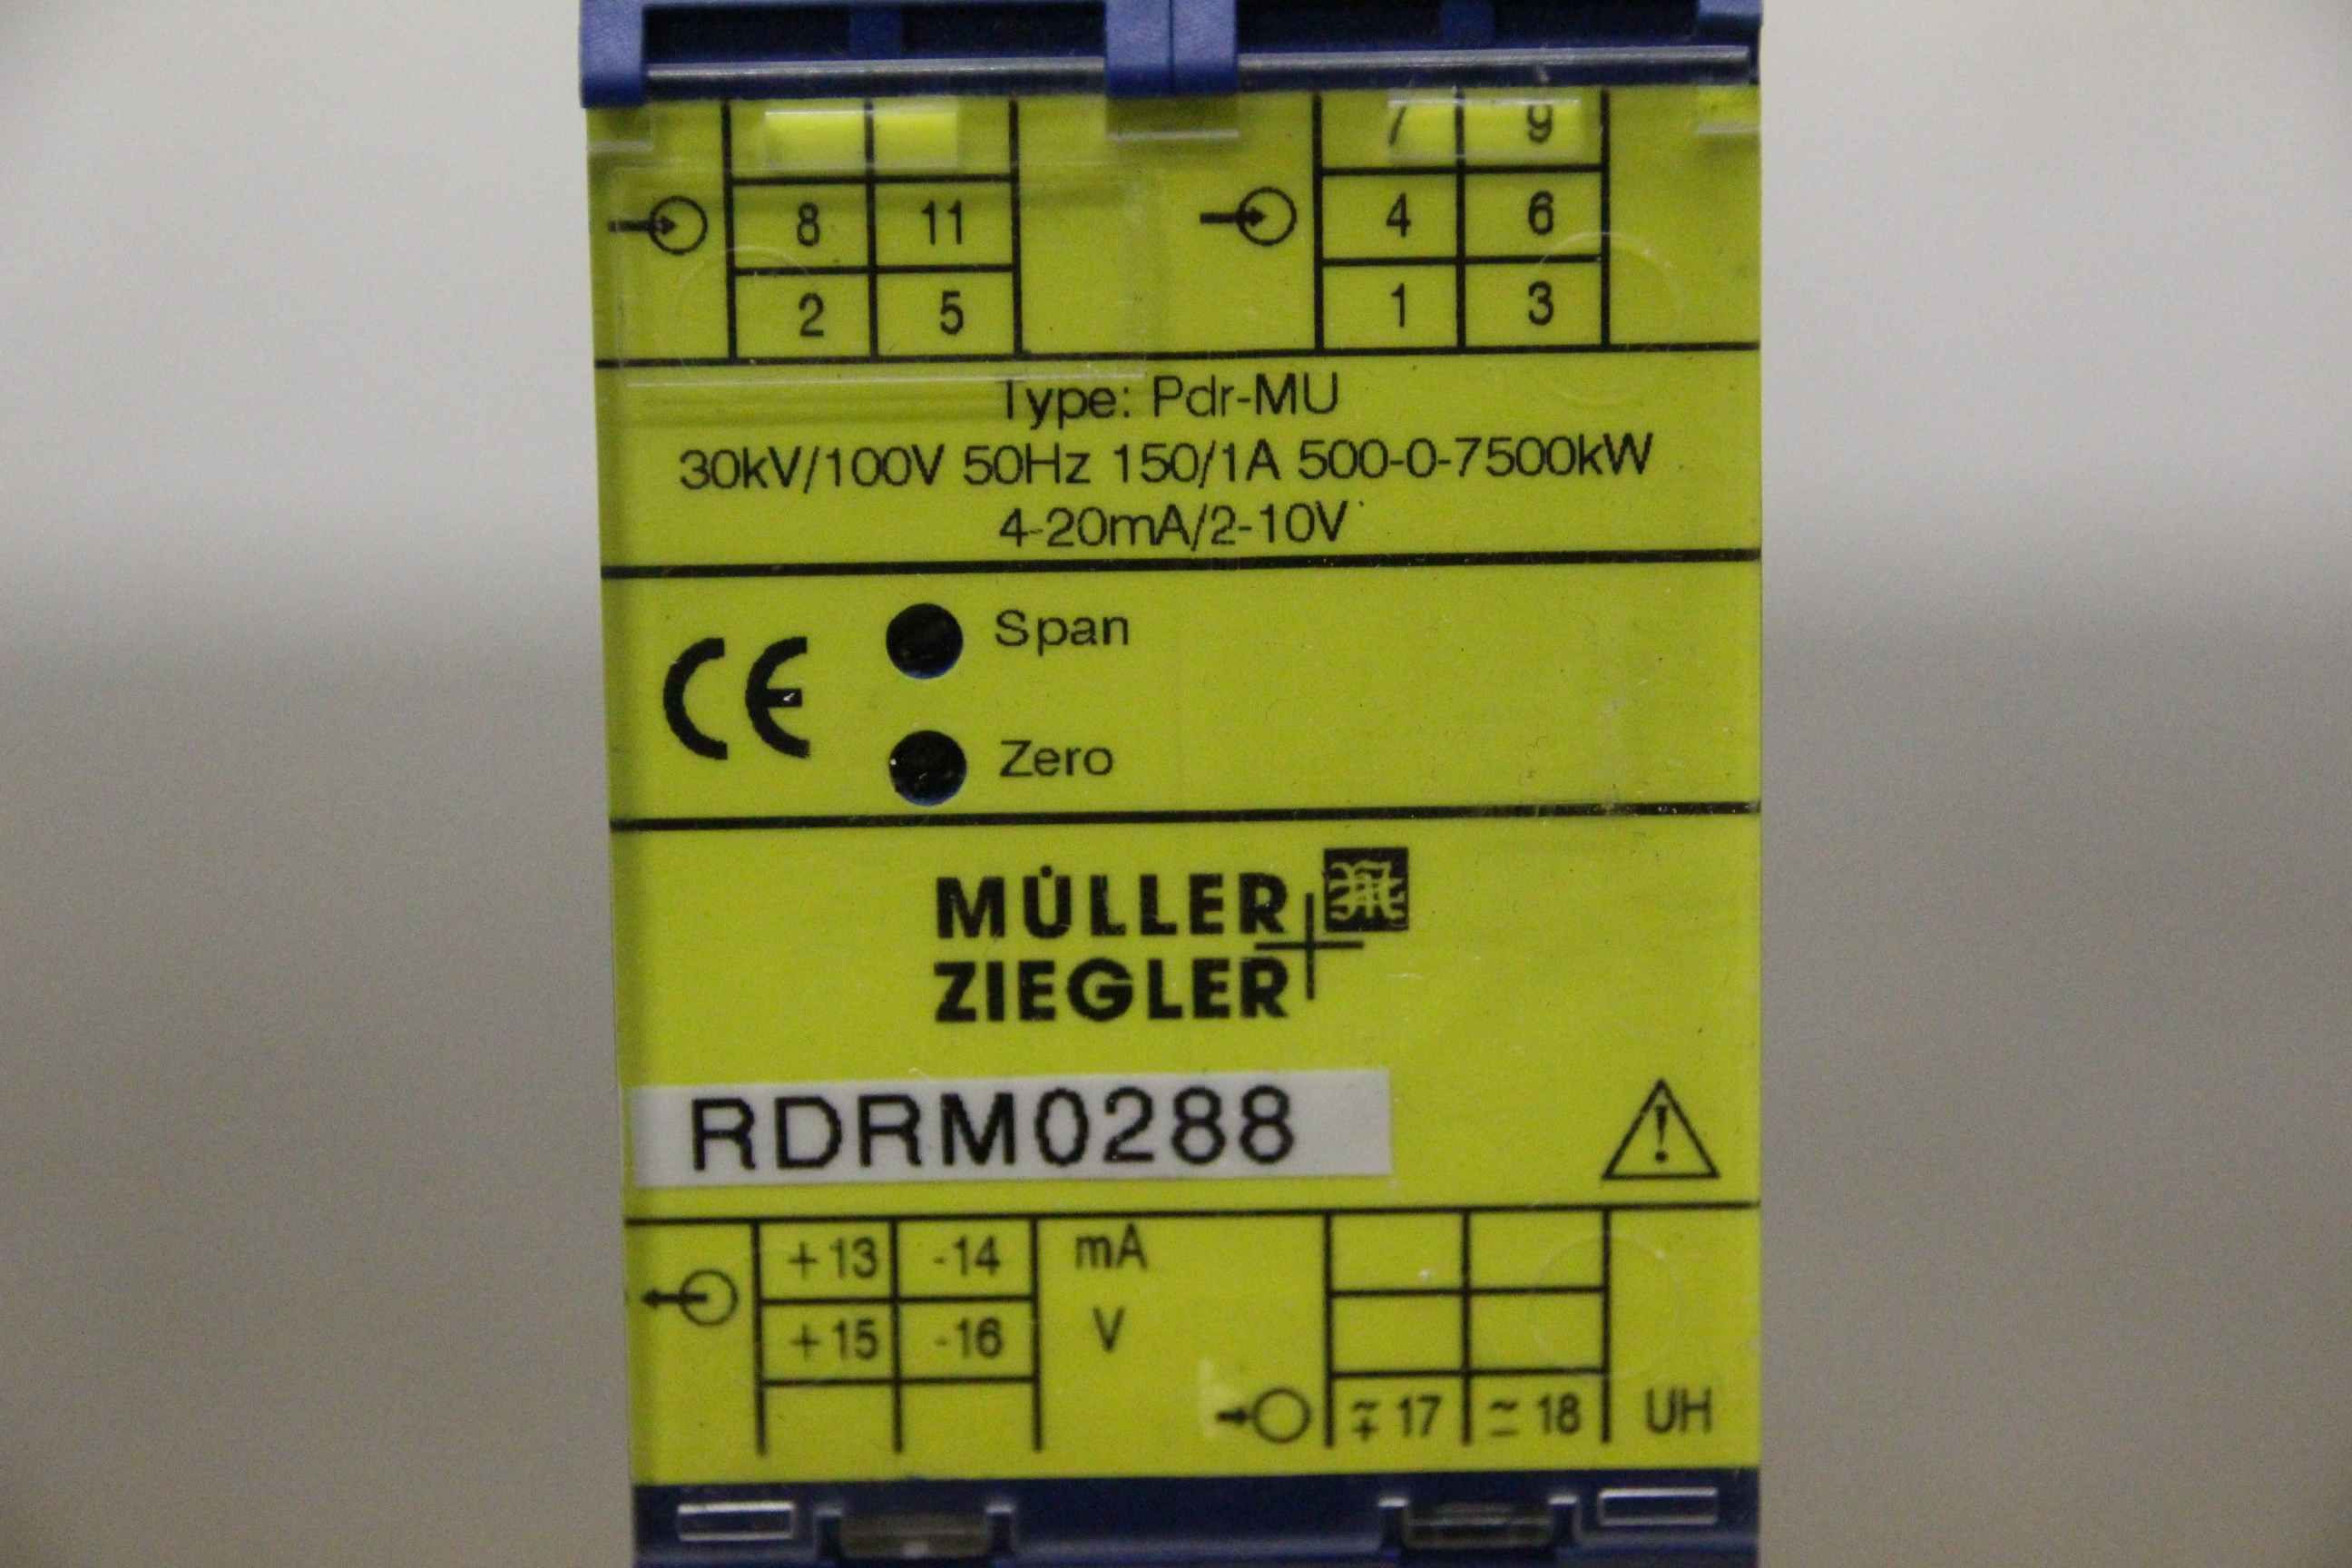 7 9
8 11 4 6
2 5 1 3
Type: Pdr-MU
30kV/100V 50Hz 150/1A 500-0-7500kW
4-20mA/2-10V
CE
Span
Zero
MÜLLER
ZIEGLER
RDRM0288
+13 -14 mA
+15 -16 V
17 18 UH